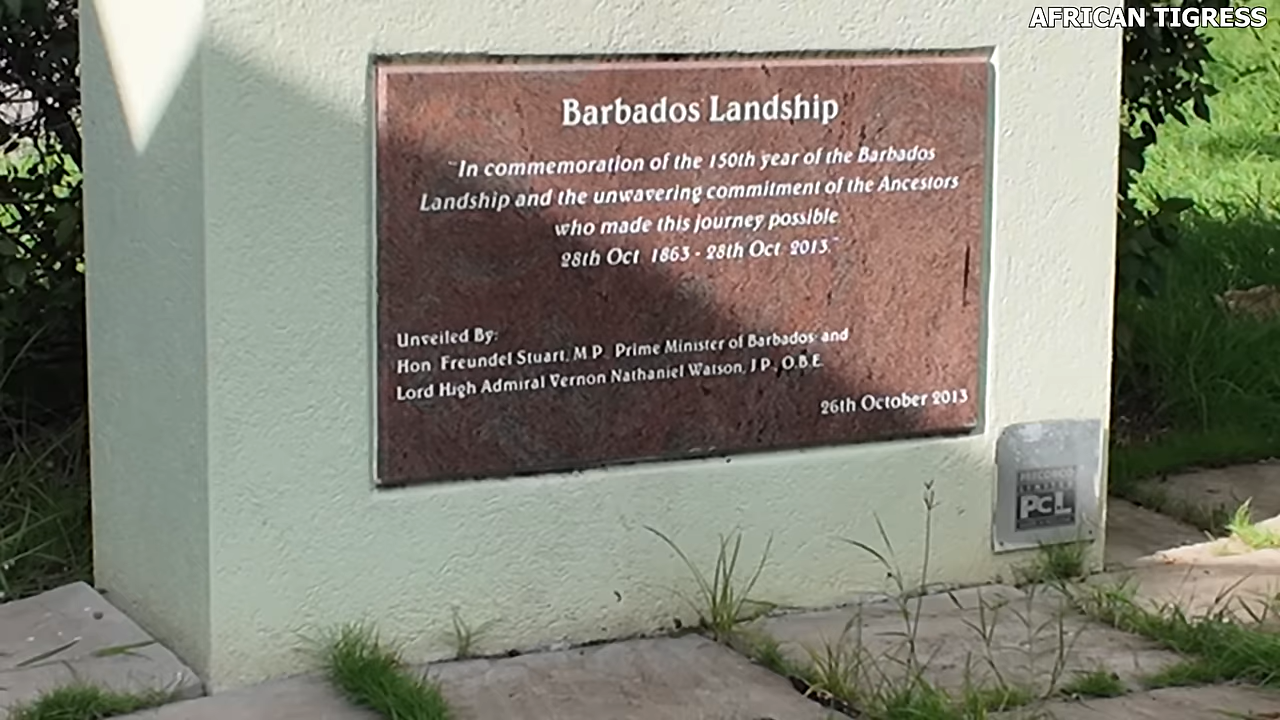 AFRICAN TIGRESS
Barbados Landship
"In commemoration of the 150th year of the Barbados
Landship and the unwavering commitment of the Ancestors
who made this journey possible
28th Oct. 1863 - 28th Oct. 2013."
Unveiled By:
Hon. Freundel Stuart, M.P. Prime Minister of Barbados and
Lord High Admiral Vernon Nathaniel Watson, J.P., O.B.E.
26th October 2013
PRECONCO
LIMITED
PCL